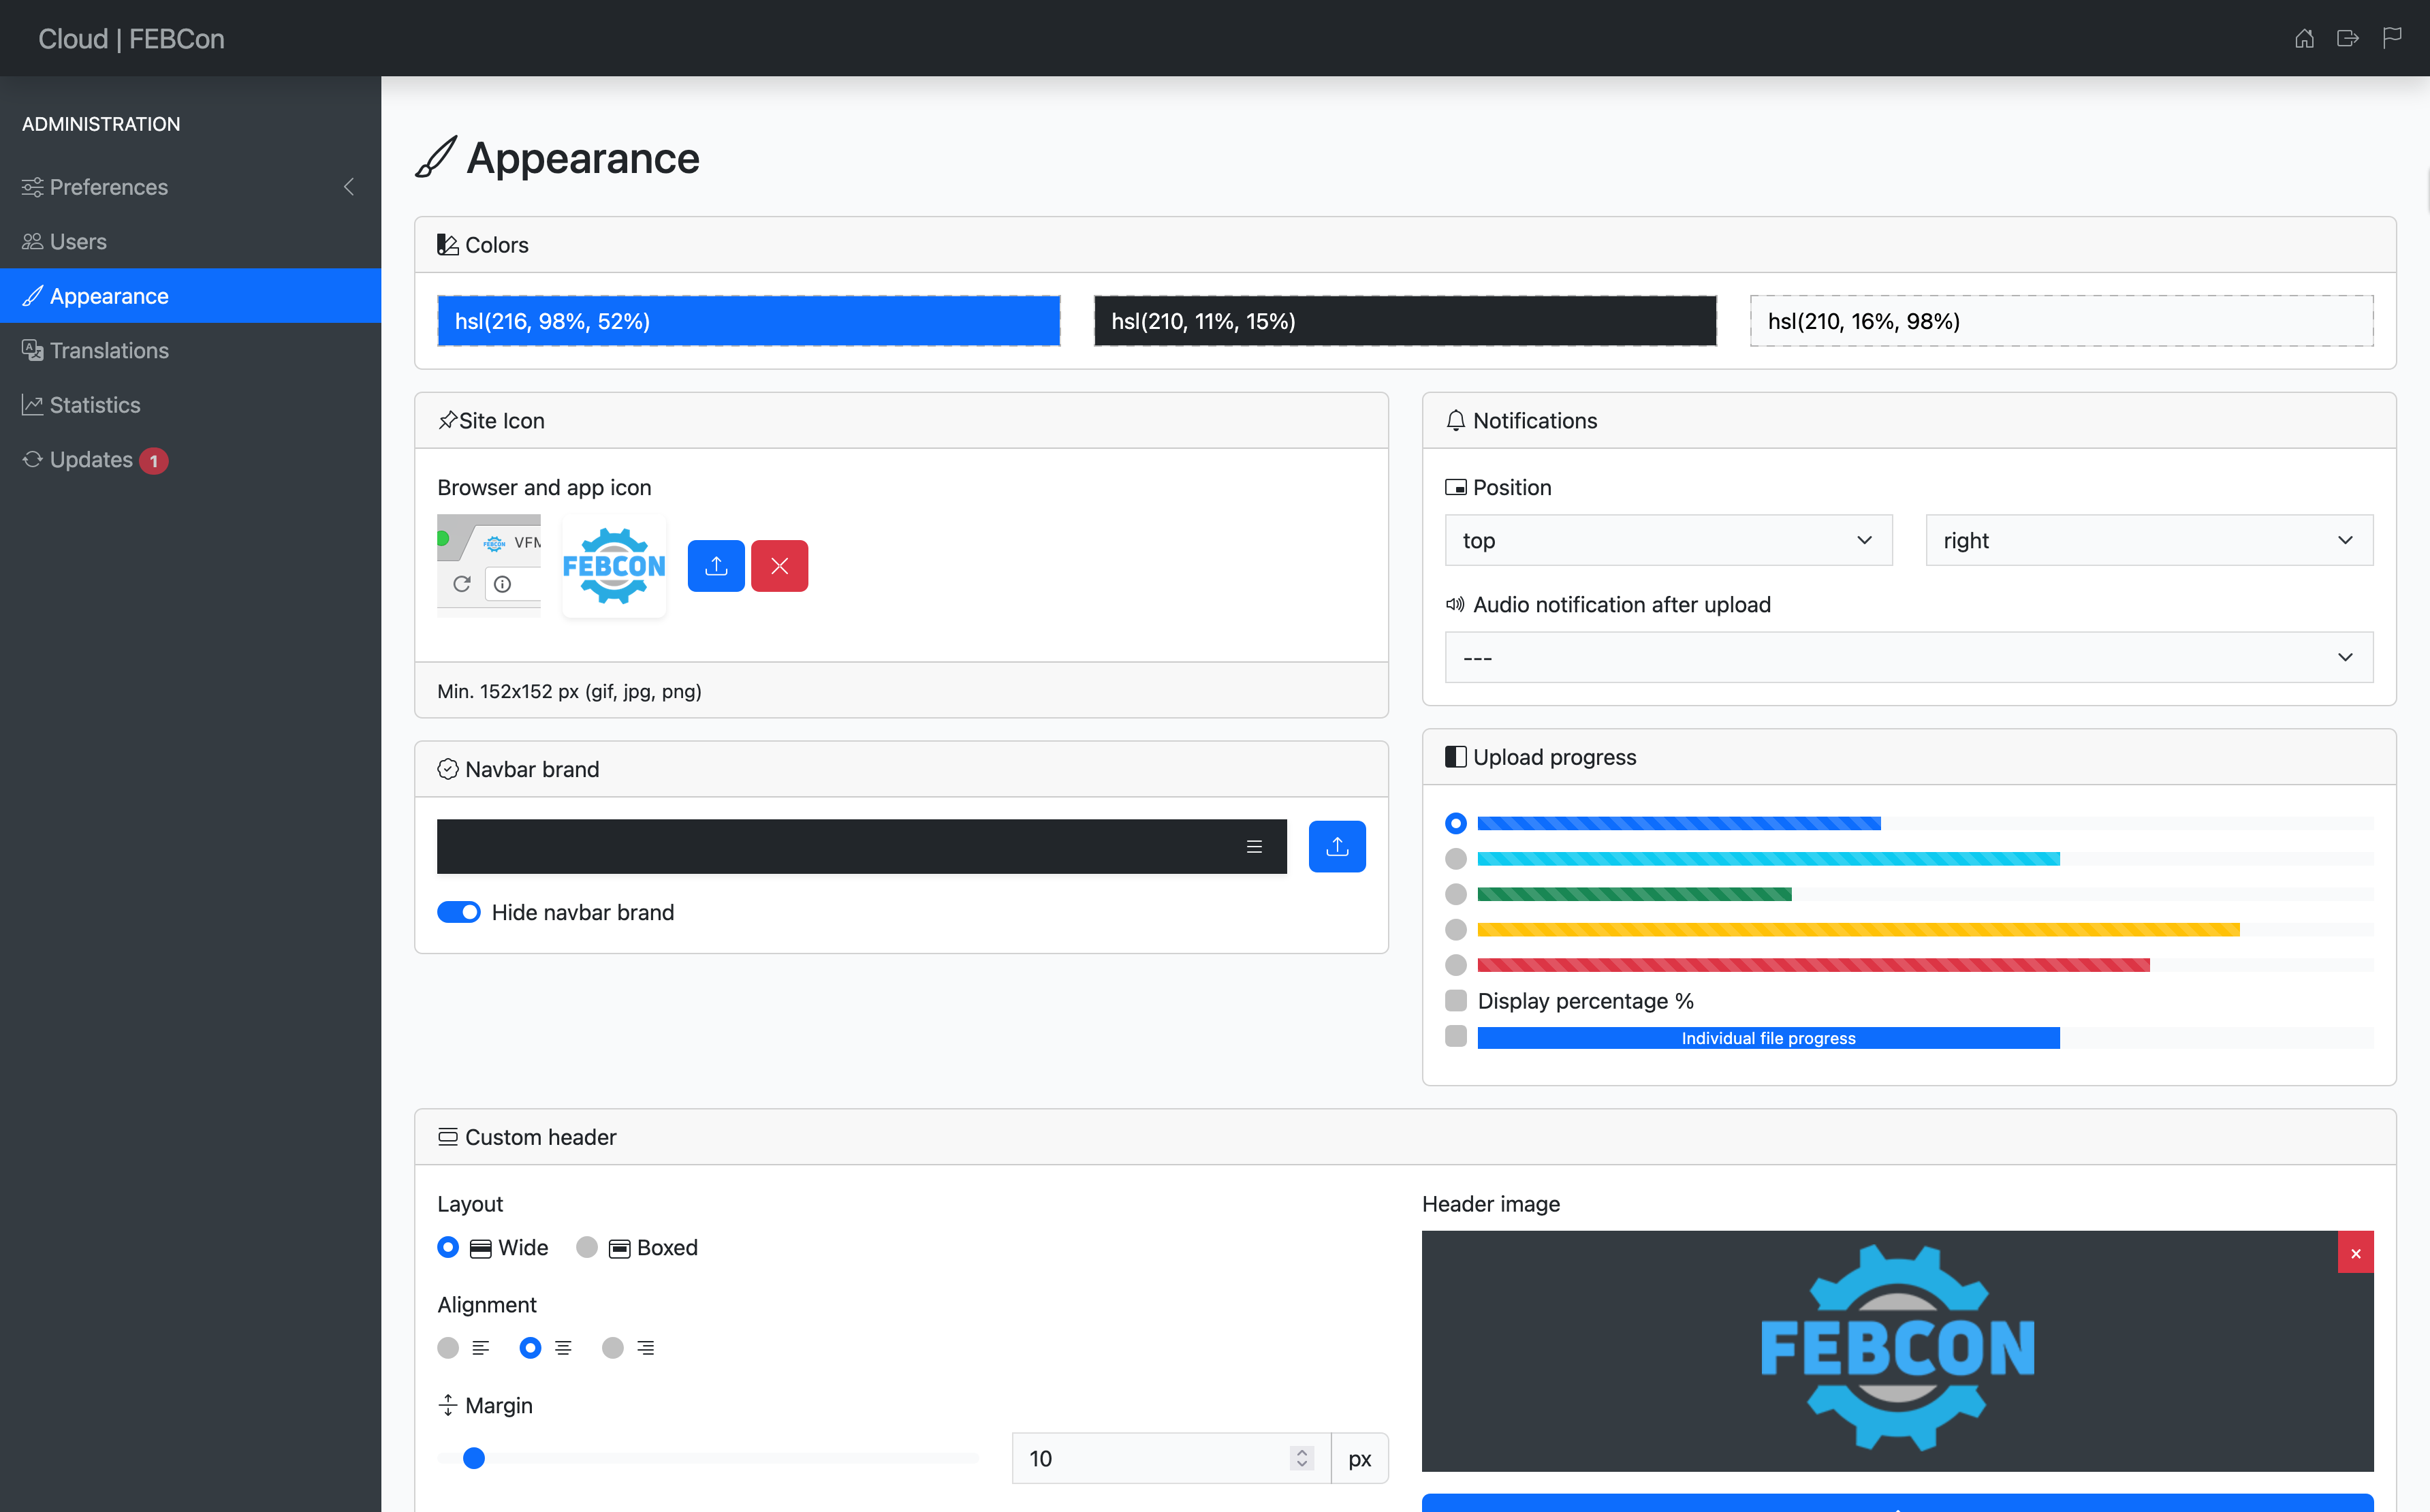 Cloud | FEBCon
ADMINISTRATION
Preferences
Users
Appearance
Translations
Statistics
Updates 1
Appearance
Colors
hsl(216, 98%, 52%)
hsl(210, 11%, 15%)
hsl(210, 16%, 98%)
Site Icon
Browser and app icon
FEBCON VFM
FEBCON
Min. 152x152 px (gif, jpg, png)
Notifications
Position
top
right
Audio notification after upload
---
Navbar brand
Hide navbar brand
Upload progress
Display percentage %
Individual file progress
Custom header
Layout
Wide
Boxed
Alignment
Margin
10
px
Header image
FEBCON